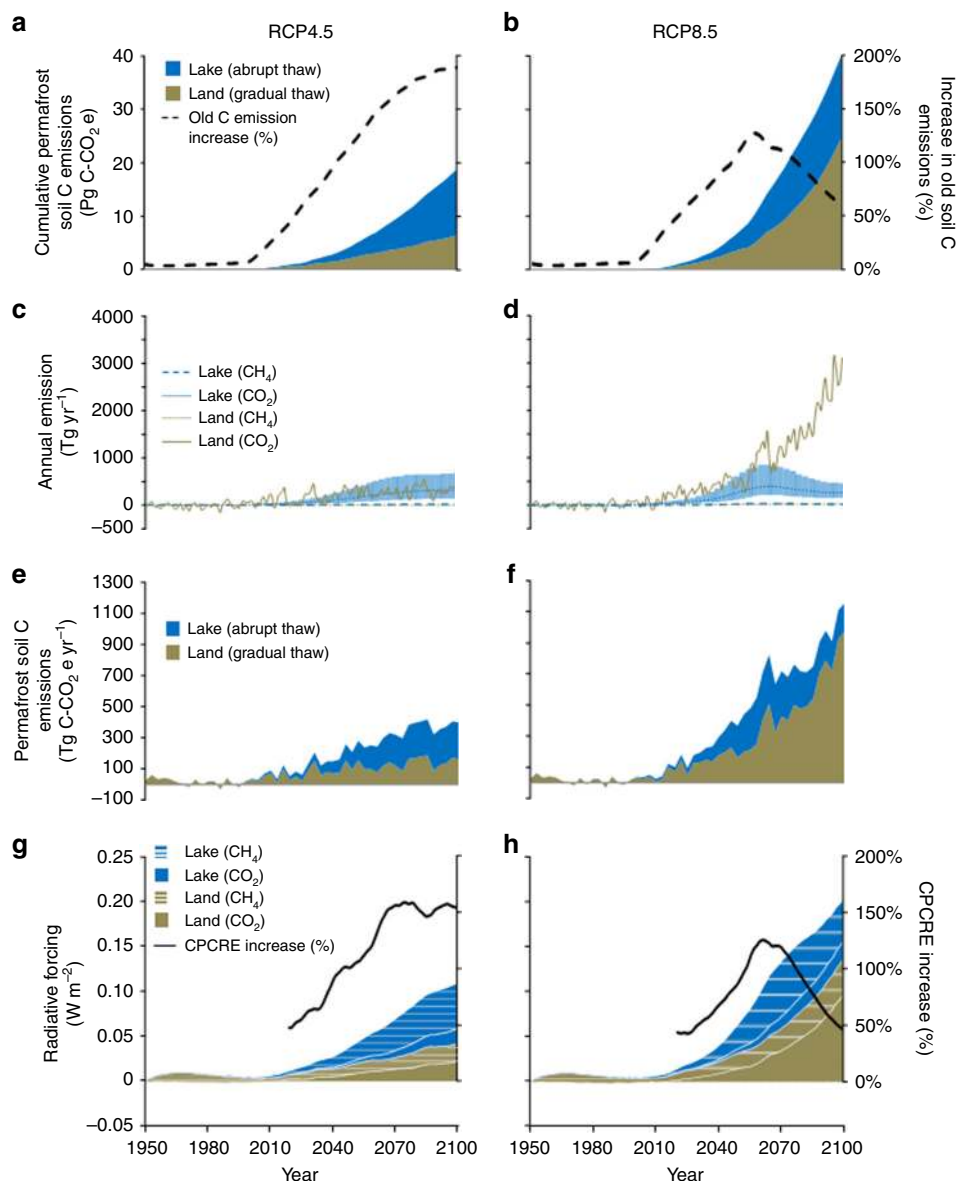 a
RCP4.5
b
RCP8.5
40
30
20
10
0
Cumulative permafrost
soil C emissions
(Pg C-CO2 e)
Lake (abrupt thaw)
Land (gradual thaw)
Old C emission
increase (%)
200%
150%
100%
50%
0%
Increase in old soil C
emissions (%)
c
d
4000
3000
2000
1000
0
–500
Annual emission
(Tg yr–1)
Lake (CH4)
Lake (CO2)
Land (CH4)
Land (CO2)
e
f
1300
1100
900
700
500
300
100
–100
Permafrost soil C
emissions
(Tg C-CO2 e yr–1)
Lake (abrupt thaw)
Land (gradual thaw)
g
h
0.25
0.20
0.15
0.10
0.05
0
–0.05
Radiative forcing
(W m–2)
Lake (CH4)
Lake (CO2)
Land (CH4)
Land (CO2)
CPCRE increase (%)
200%
150%
100%
50%
0%
CPCRE increase (%)
1950 1980 2010 2040 2070 2100
Year
1950 1980 2010 2040 2070 2100
Year